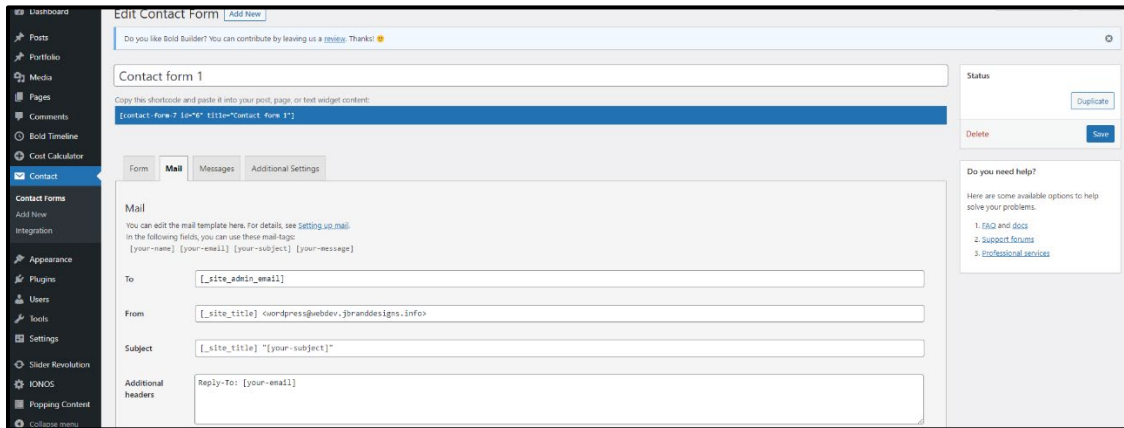 Dashboard
Posts
Portfolio
Media
Pages
Comments
Bold Timeline
Cost Calculator
Contact
Contact Forms
Add New
Integration
Appearance
Plugins
Users
Tools
Settings
Slider Revolution
IONOS
Popping Content
Collapse menu
Edit Contact Form Add New
Do you like Bold Builder? You can contribute by leaving us a review. Thanks! 🙂
Contact form 1
Copy this shortcode and paste it into your post, page, or text widget content:
[contact-form-7 id="6" title="Contact form 1"]
Form Mail Messages Additional Settings
Mail
You can edit the mail template here. For details, see Setting up mail.
In the following fields, you can use these mail-tags:
[your-name] [your-email] [your-subject] [your-message]
To [_site_admin_email]
From [_site_title] <wordpress@webdev.jbranddesigns.info>
Subject [_site_title] "[your-subject]"
Additional Reply-To: [your-email]
headers
Status
Duplicate
Delete Save
Do you need help?
Here are some available options to help
solve your problems.
1. FAQ and docs
2. Support forums
3. Professional services